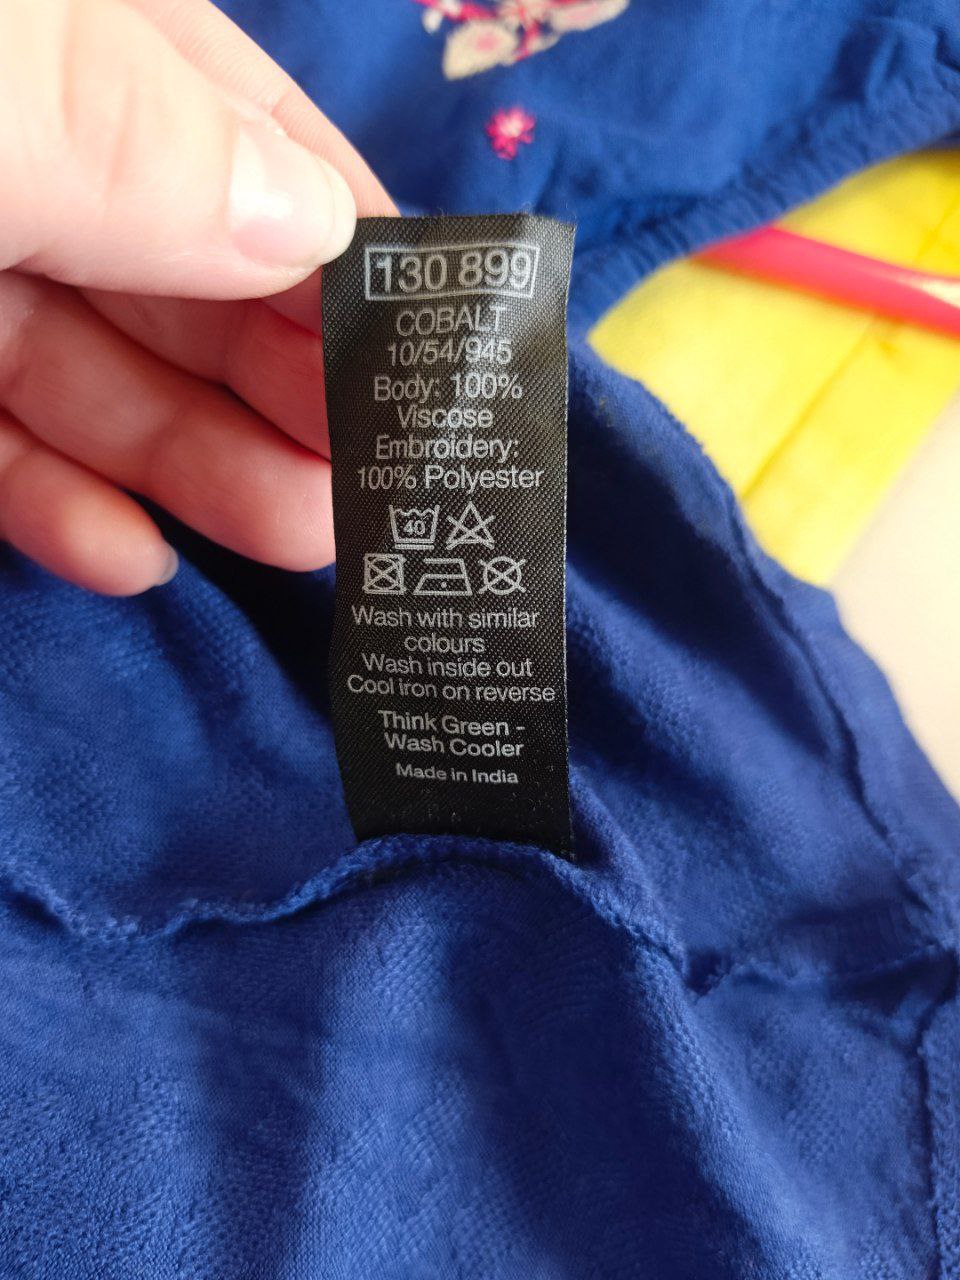 130 899
COBALT
10/54/945
Body: 100%
Viscose
Embroidery:
100% Polyester
40
Wash with similar
colours
Wash inside out
Cool iron on reverse
Think Green -
Wash Cooler
Made in India